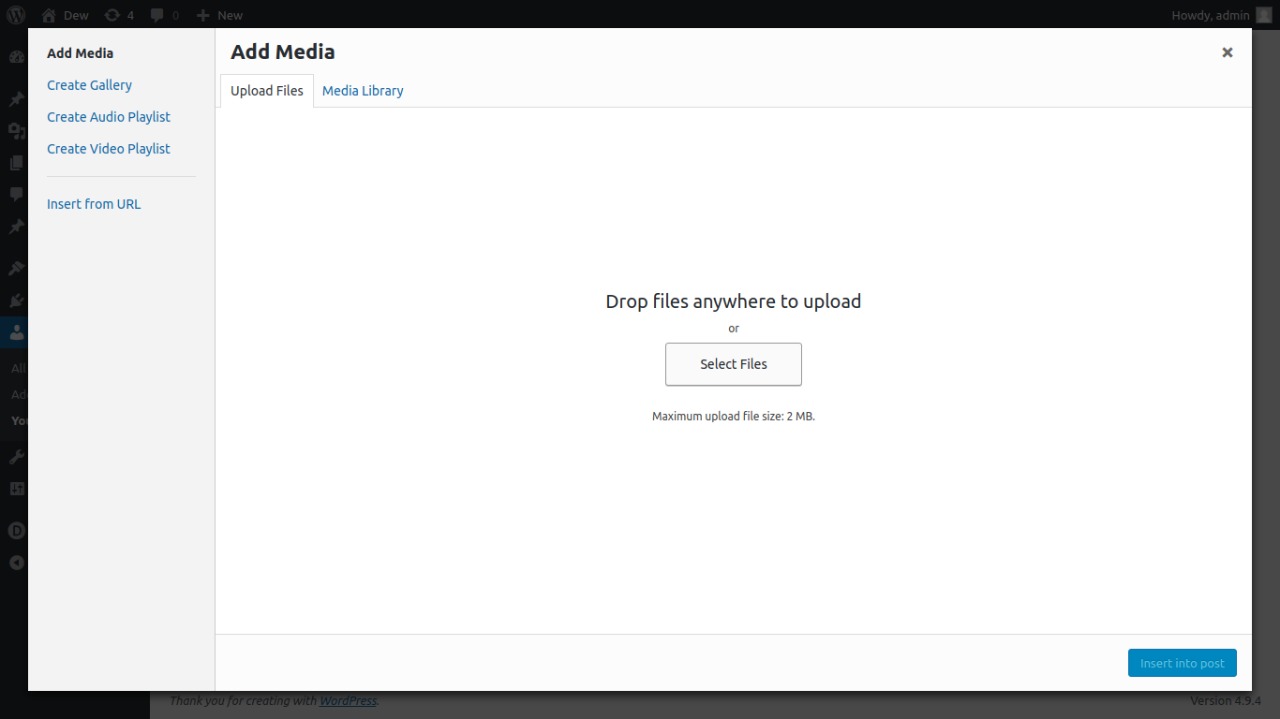 Dew 4 0 New Howdy, admin
Add Media
Create Gallery
Create Audio Playlist
Create Video Playlist
Insert from URL
Add Media
Upload Files Media Library
Drop files anywhere to upload
or
Select Files
Maximum upload file size: 2 MB.
All
Ad
You
Insert into post
Thank you for creating with WordPress. Version 4.9.4